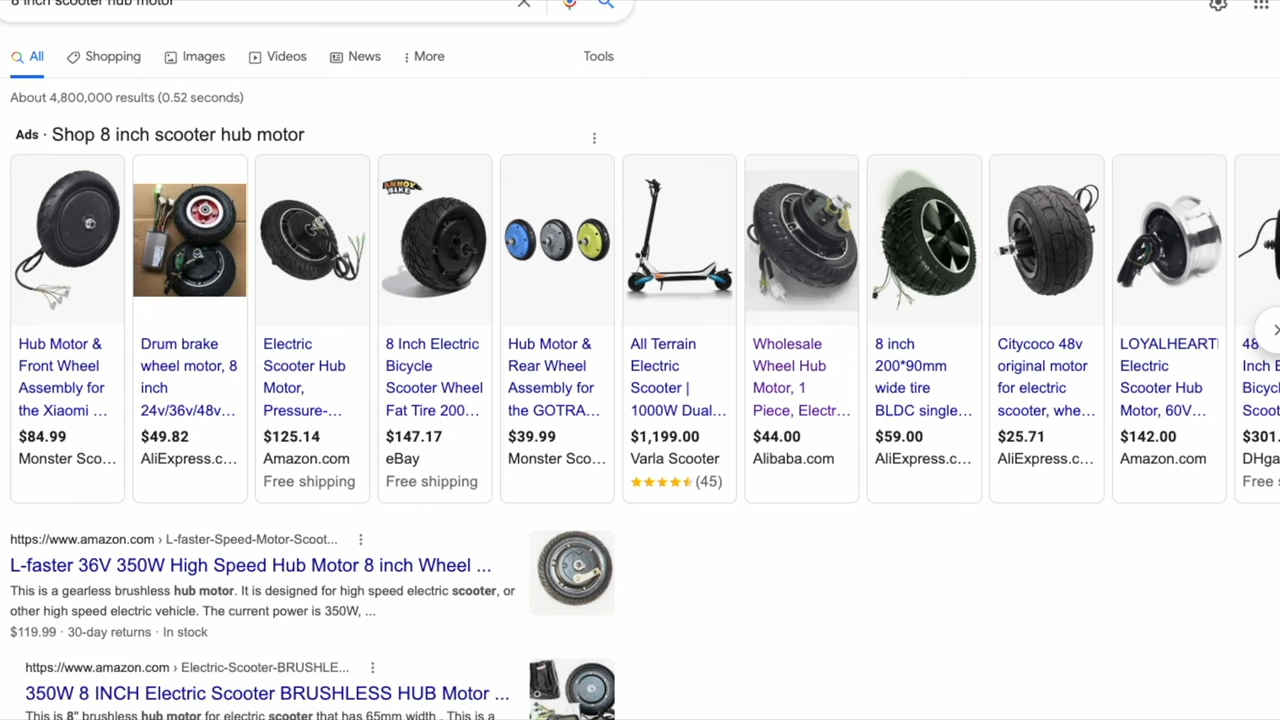 8 inch scooter hub motor
All
Shopping
Images
Videos
News
More
Tools
About 4,800,000 results (0.52 seconds)
Ads · Shop 8 inch scooter hub motor
Hub Motor &
Front Wheel
Assembly for
the Xiaomi ...
$84.99
Monster Sco...
Drum brake
wheel motor, 8
inch
24v/36v/48v...
$49.82
AliExpress.c...
Electric
Scooter Hub
Motor,
Pressure-...
$125.14
Amazon.com
Free shipping
AMMOY
BIKE
8 Inch Electric
Bicycle
Scooter Wheel
Fat Tire 200...
$147.17
eBay
Free shipping
Hub Motor &
Rear Wheel
Assembly for
the GOTRA...
$39.99
Monster Sco...
All Terrain
Electric
Scooter |
1000W Dual...
$1,199.00
Varla Scooter
(45)
Wholesale
Wheel Hub
Motor, 1
Piece, Electr...
$44.00
Alibaba.com
8 inch
200*90mm
wide tire
BLDC single...
$59.00
AliExpress.c...
Citycoco 48v
original motor
for electric
scooter, whe...
$25.71
AliExpress.c...
LOYALHEART
Electric
Scooter Hub
Motor, 60V...
$142.00
Amazon.com
48
Inch E
Bicyc
Scoot
$301.
DHga
Free s
https://www.amazon.com › L-faster-Speed-Motor-Scoot...
L-faster 36V 350W High Speed Hub Motor 8 inch Wheel ...
This is a gearless brushless hub motor. It is designed for high speed electric scooter, or
other high speed electric vehicle. The current power is 350W, ...
$119.99 · 30-day returns · In stock
https://www.amazon.com › Electric-Scooter-BRUSHLE...
350W 8 INCH Electric Scooter BRUSHLESS HUB Motor ...
This is 8" brushless hub motor for electric scooter that has 65mm width . This is a